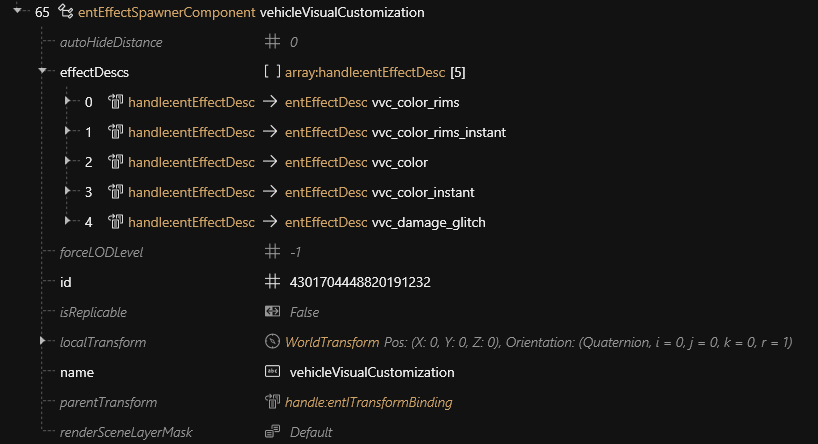 65 entEffectSpawnerComponent vehicleVisualCustomization
autoHideDistance 0
effectDescs [ ] array:handle:entEffectDesc [5]
0 handle:entEffectDesc → entEffectDesc vvc_color_rims
1 handle:entEffectDesc → entEffectDesc vvc_color_rims_instant
2 handle:entEffectDesc → entEffectDesc vvc_color
3 handle:entEffectDesc → entEffectDesc vvc_color_instant
4 handle:entEffectDesc → entEffectDesc vvc_damage_glitch
forceLODLevel -1
id 4301704448820191232
isReplicable False
localTransform WorldTransform Pos: (X: 0, Y: 0, Z: 0), Orientation: (Quaternion, i = 0, j = 0, k = 0, r = 1)
name abc vehicleVisualCustomization
parentTransform handle:entITransformBinding
renderSceneLayerMask Default